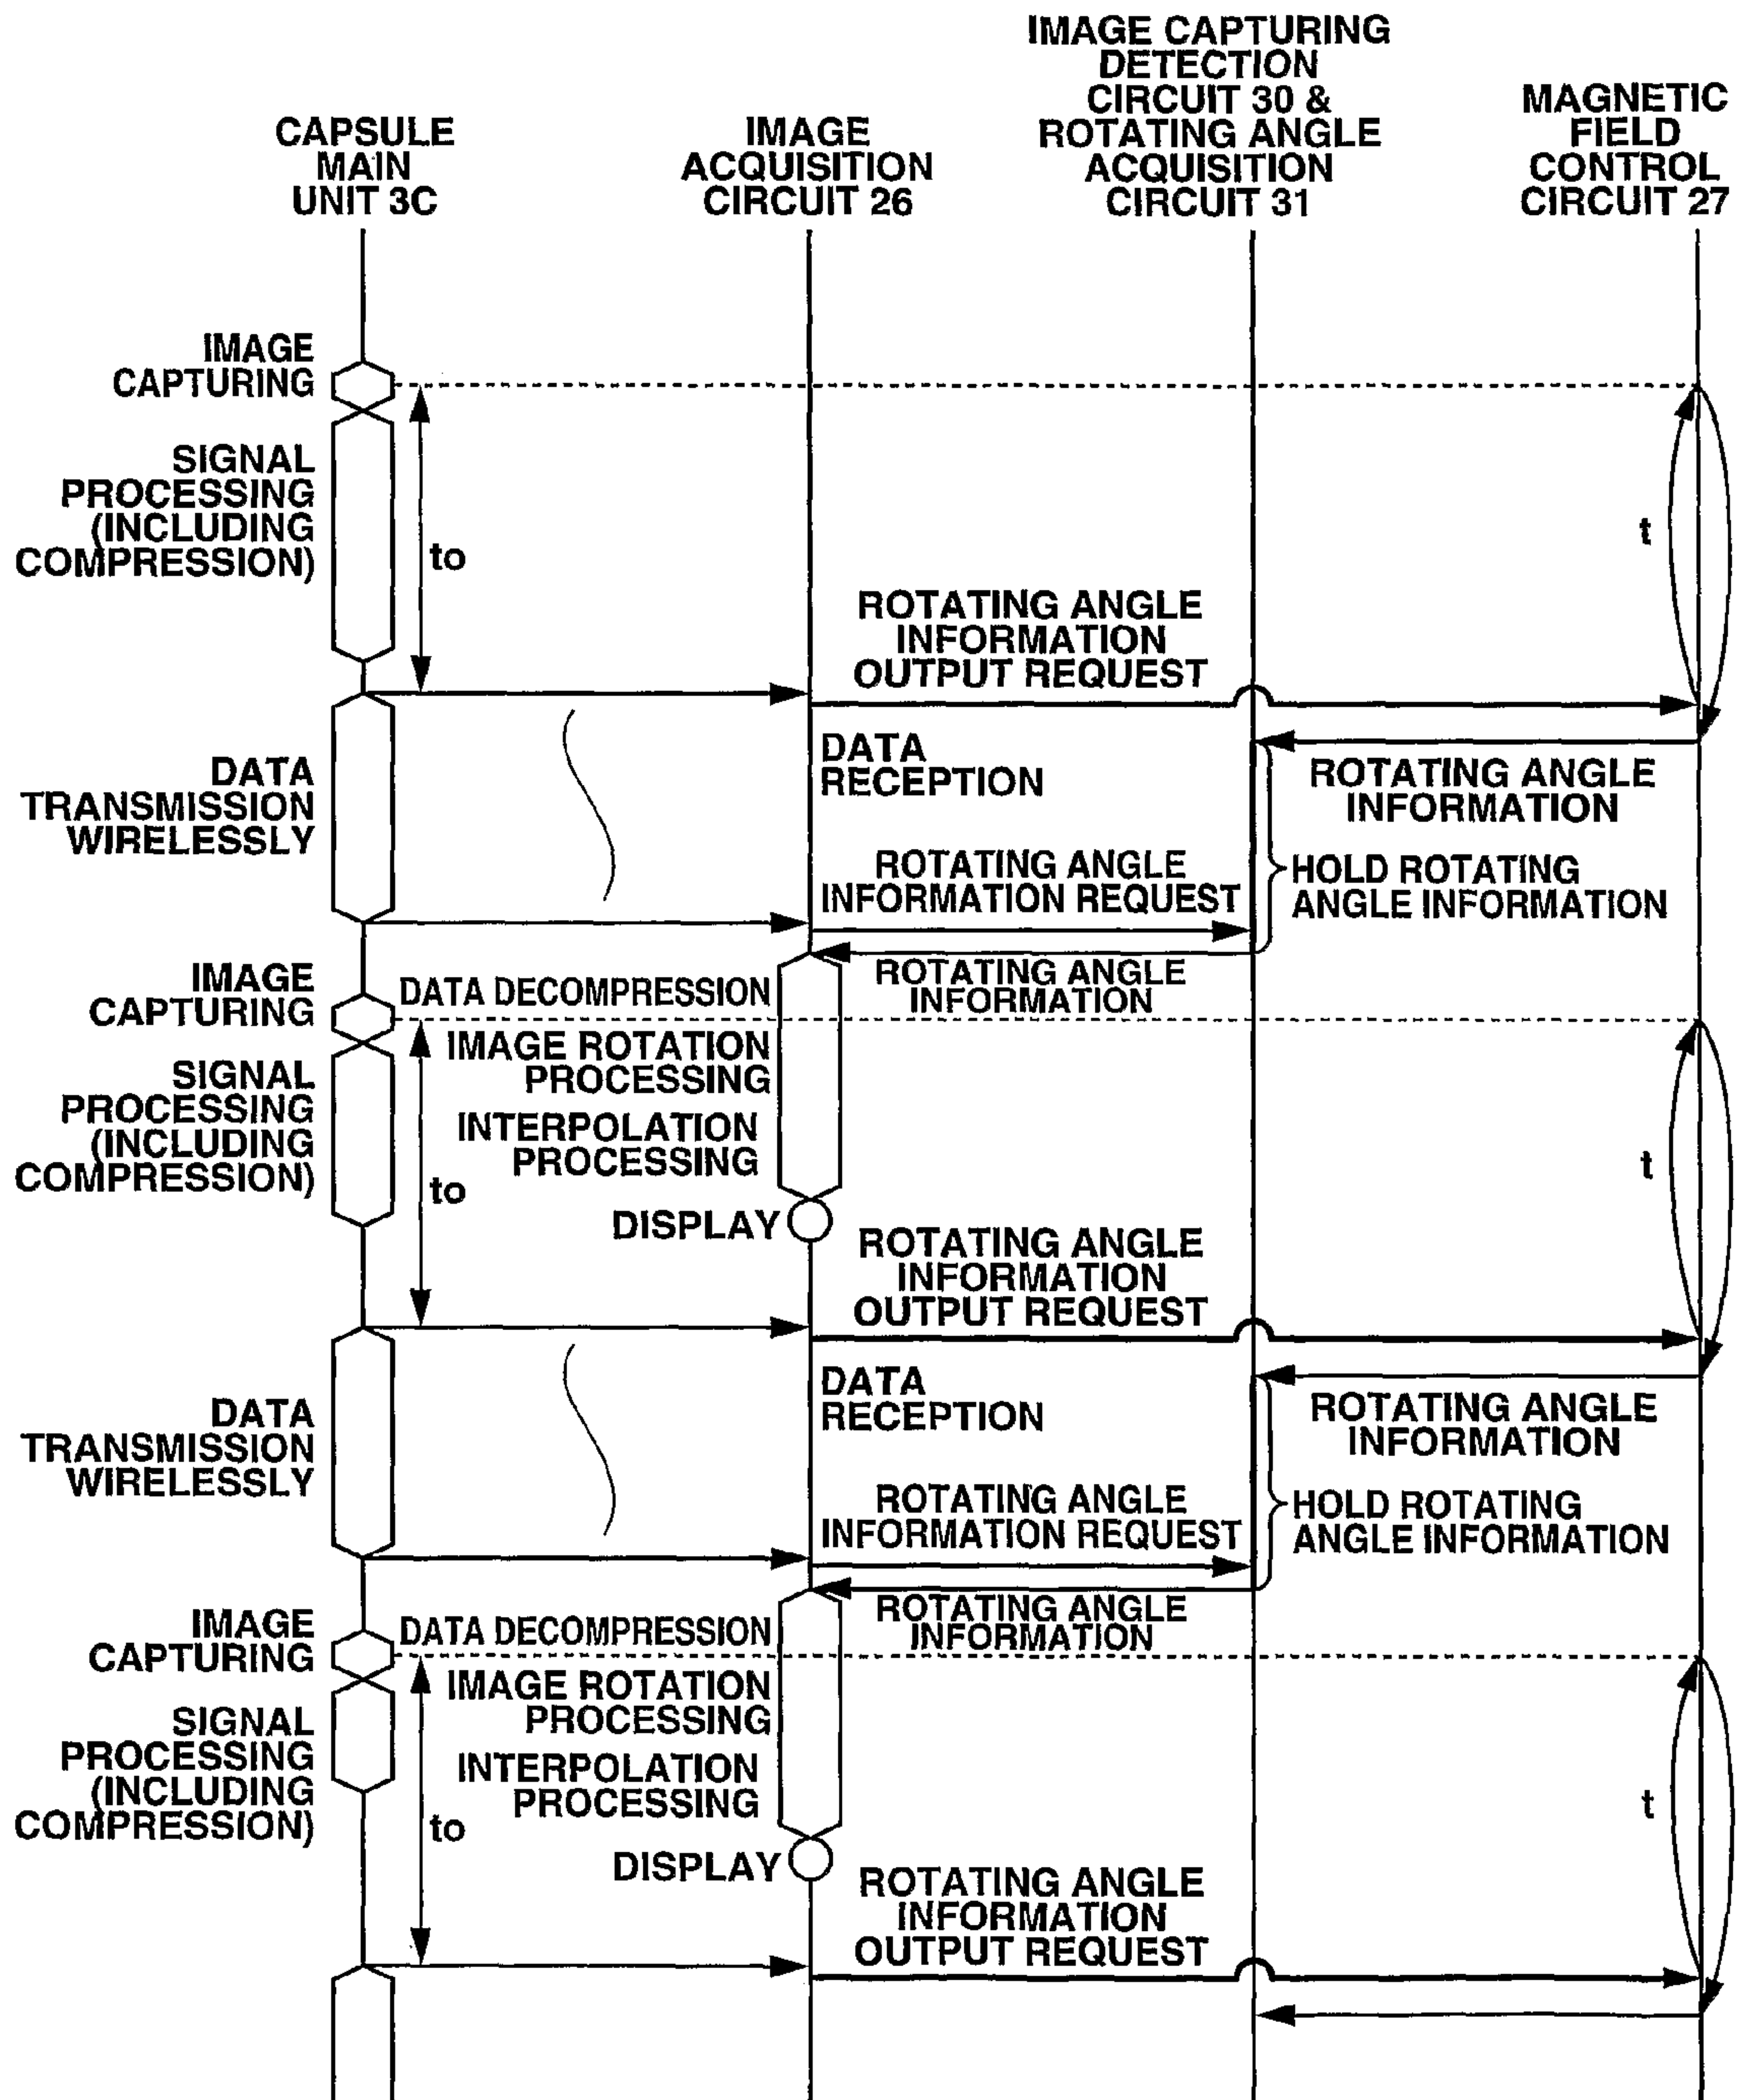 CAPSULE
MAIN
UNIT 3C
IMAGE
ACQUISITION
CIRCUIT 26
IMAGE CAPTURING
DETECTION
CIRCUIT 30 &
ROTATING ANGLE
ACQUISITION
CIRCUIT 31
MAGNETIC
FIELD
CONTROL
CIRCUIT 27
IMAGE
CAPTURING
SIGNAL
PROCESSING
(INCLUDING
COMPRESSION)
to
t
ROTATING ANGLE
INFORMATION
OUTPUT REQUEST
DATA
TRANSMISSION
WIRELESSLY
DATA
RECEPTION
ROTATING ANGLE
INFORMATION
ROTATING ANGLE
INFORMATION REQUEST
HOLD ROTATING
ANGLE INFORMATION
ROTATING ANGLE
INFORMATION
IMAGE
CAPTURING
DATA DECOMPRESSION
IMAGE ROTATION
PROCESSING
SIGNAL
PROCESSING
(INCLUDING
COMPRESSION)
INTERPOLATION
PROCESSING
to
t
DISPLAY
ROTATING ANGLE
INFORMATION
OUTPUT REQUEST
DATA
TRANSMISSION
WIRELESSLY
DATA
RECEPTION
ROTATING ANGLE
INFORMATION
ROTATING ANGLE
INFORMATION REQUEST
HOLD ROTATING
ANGLE INFORMATION
ROTATING ANGLE
INFORMATION
IMAGE
CAPTURING
DATA DECOMPRESSION
IMAGE ROTATION
PROCESSING
SIGNAL
PROCESSING
(INCLUDING
COMPRESSION)
INTERPOLATION
PROCESSING
to
t
DISPLAY
ROTATING ANGLE
INFORMATION
OUTPUT REQUEST